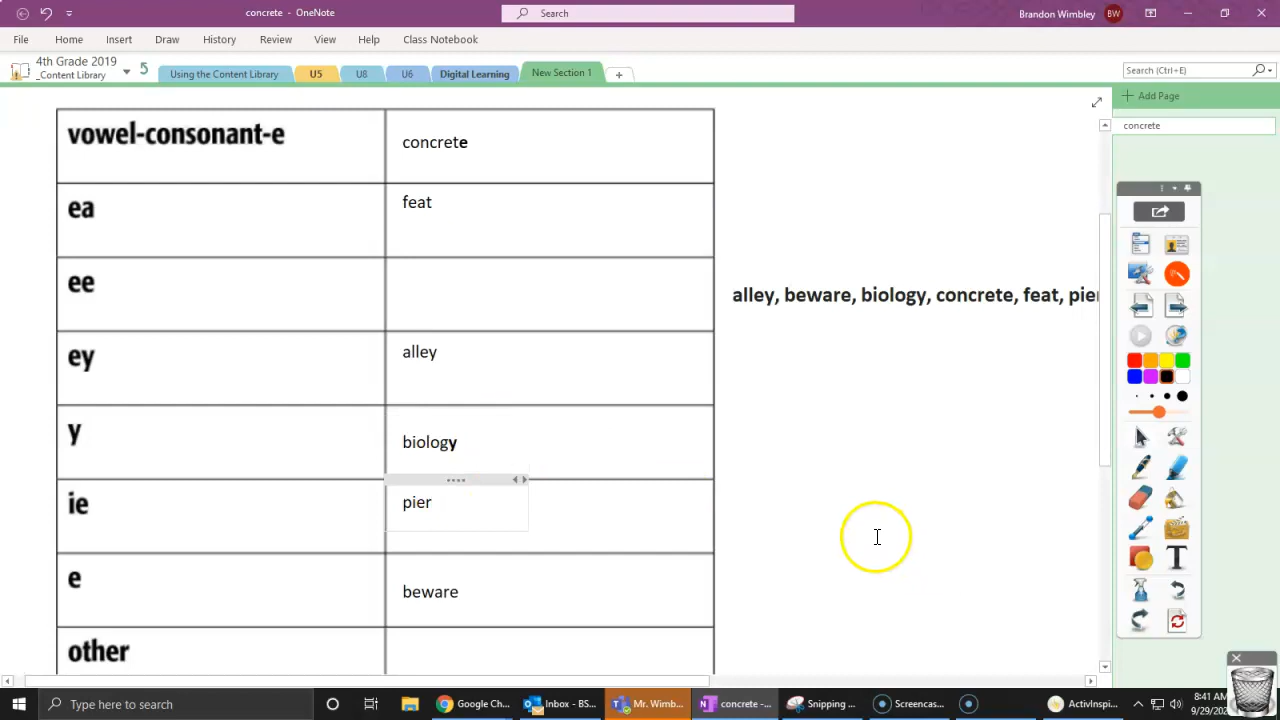 concrete - OneNote
Search
Brandon Wimbley
BW
File Home Insert Draw History Review View Help Class Notebook
4th Grade 2019
_Content Library
Using the Content Library
U5
U8
U6
Digital Learning
New Section 1
+
Search (Ctrl+E)
Add Page
concrete
vowel-consonant-e concrete
ea feat
ee
alley, beware, biology, concrete, feat, pier
ey alley
y biology
ie pier
e beware
other
Type here to search
Google Ch...
Inbox - BS...
Mr. Wimb...
concrete -...
Snipping ...
Screencas...
ActivInspi...
8:41 AM